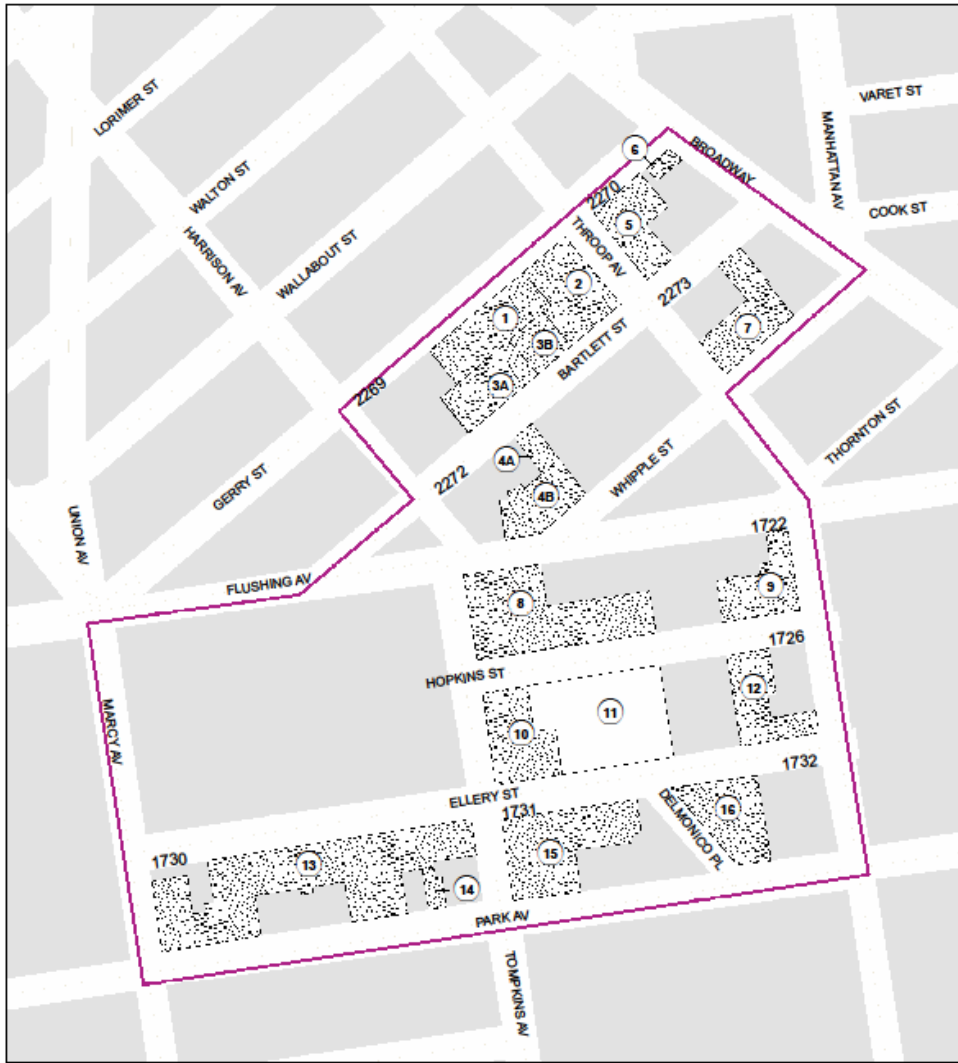 LORIMER ST
VARET ST
MANHATTAN AV
BROADWAY
6
WALTON ST
2270
COOK ST
HARRISON AV
WALLABOUT ST
THROOP AV
5
2
2273
1
3B
7
BARTLETT ST
3A
2269
THORNTON ST
4A
WHIPPLE ST
GERRY ST
2272
4B
UNION AV
1722
FLUSHING AV
9
8
1726
HOPKINS ST
12
MARCY AV
11
10
1732
ELLERY ST
DELMONICO PL
16
1731
1730
13
15
14
PARK AV
TOMPKINS AV